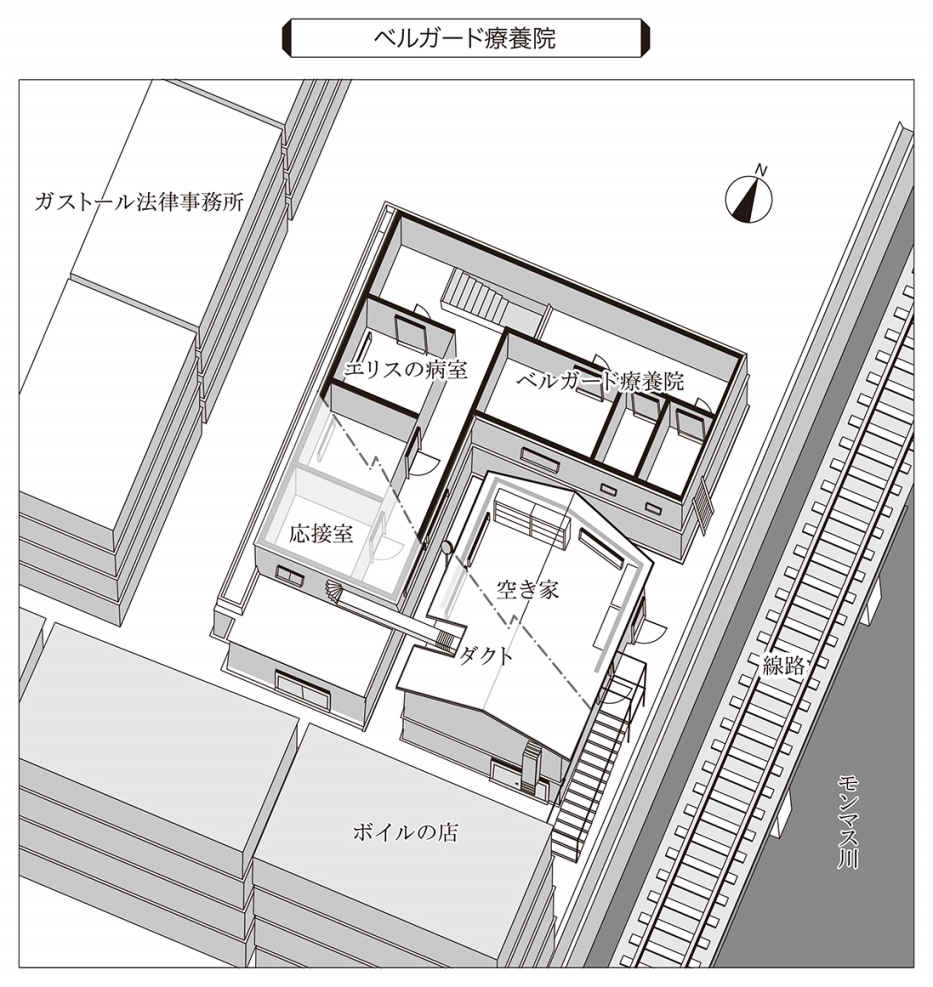 ベルガード療養院
N
ガストール法律事務所
エリスの病室
ベルガード療養院
応接室
空き家
ダクト
線路
モンマス川
ボイルの店